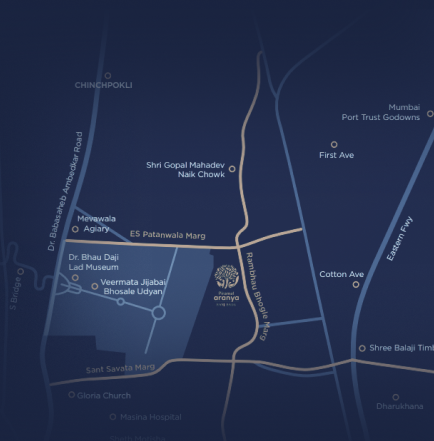 CHINCHPOKLI
Mumbai
Port Trust Godowns
First Ave
Shri Gopal Mahadev
Naik Chowk
Dr. Babasaheb Ambedkar Road
Mevawala
Agiary
ES Patanwala Marg
Eastern Fwy
Dr. Bhau Daji
Lad Museum
Veermata Jijabai
Bhosale Udyan
S Bridge
aranya
Rambhau Bhogle Marg
Cotton Ave
Shree Balaji Timb
Sant Savata Marg
Gloria Church
Dharukhana
Masina Hospital